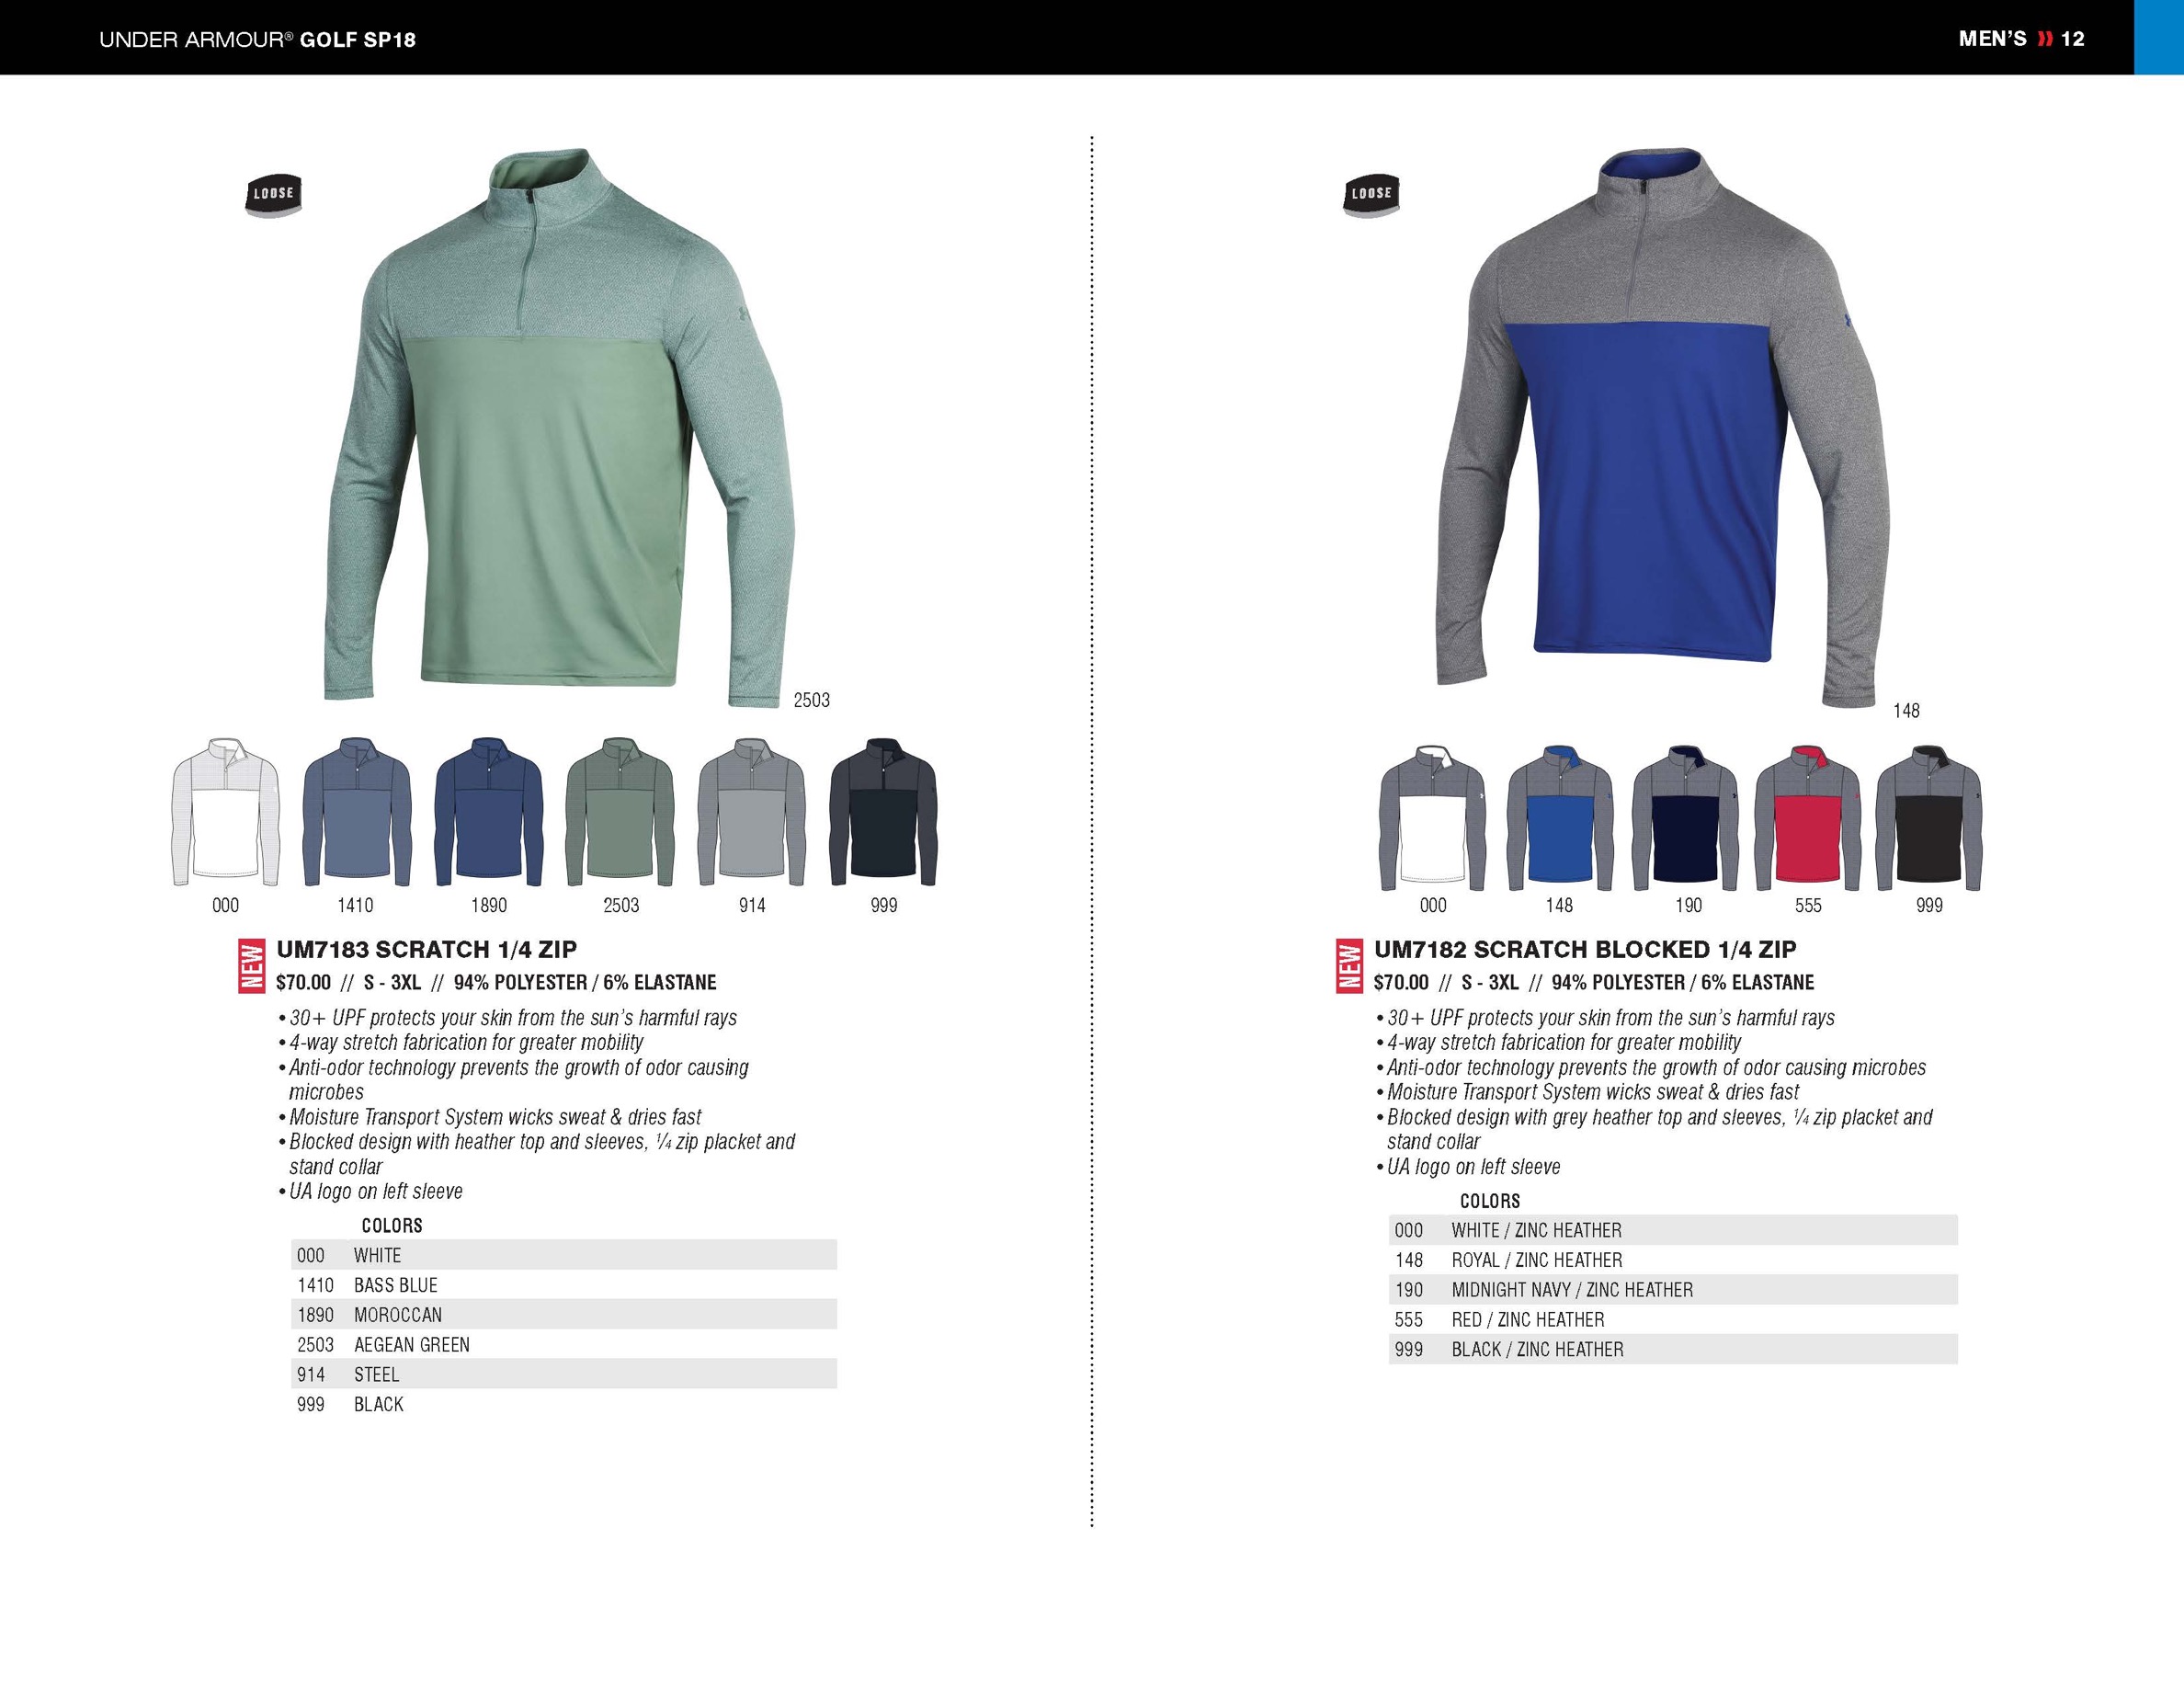 UNDER ARMOUR® GOLF SP18
MEN'S 12
LOOSE
2503
000 1410 1890 2503 914 999
NEW
UM7183 SCRATCH 1/4 ZIP
$70.00 // S - 3XL // 94% POLYESTER / 6% ELASTANE
• 30+ UPF protects your skin from the sun's harmful rays
• 4-way stretch fabrication for greater mobility
• Anti-odor technology prevents the growth of odor causing
microbes
• Moisture Transport System wicks sweat & dries fast
• Blocked design with heather top and sleeves, ¼ zip placket and
stand collar
• UA logo on left sleeve
COLORS
000 WHITE
1410 BASS BLUE
1890 MOROCCAN
2503 AEGEAN GREEN
914 STEEL
999 BLACK
LOOSE
148
000 148 190 555 999
NEW
UM7182 SCRATCH BLOCKED 1/4 ZIP
$70.00 // S - 3XL // 94% POLYESTER / 6% ELASTANE
• 30+ UPF protects your skin from the sun's harmful rays
• 4-way stretch fabrication for greater mobility
• Anti-odor technology prevents the growth of odor causing microbes
• Moisture Transport System wicks sweat & dries fast
• Blocked design with grey heather top and sleeves, ¼ zip placket and
stand collar
• UA logo on left sleeve
COLORS
000 WHITE / ZINC HEATHER
148 ROYAL / ZINC HEATHER
190 MIDNIGHT NAVY / ZINC HEATHER
555 RED / ZINC HEATHER
999 BLACK / ZINC HEATHER